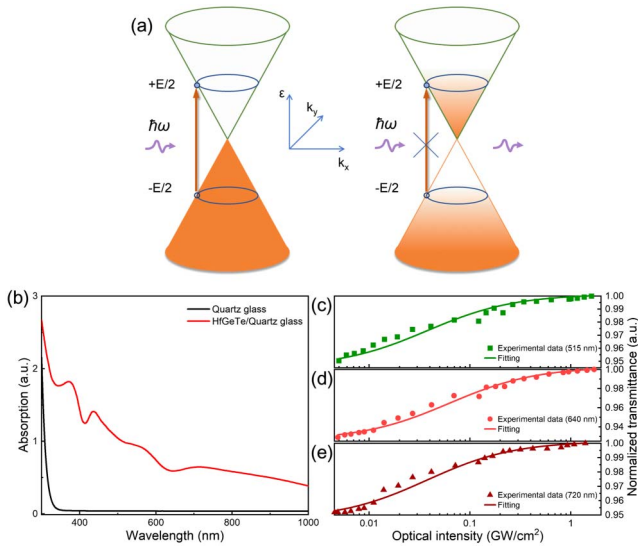 (a)
+E/2
ħω
-E/2
ε
k_y
k_x
+E/2
ħω
-E/2
(b)
3
2
1
0
Absorption (a.u.)
Quartz glass
HfGeTe/Quartz glass
400
600
800
1000
Wavelength (nm)
(c)
Experimental data (515 nm)
Fitting
1.00
0.99
0.98
0.97
0.96
0.95
(d)
Experimental data (640 nm)
Fitting
1.00
0.98
0.96
0.94
(e)
Experimental data (720 nm)
Fitting
1.00
0.99
0.98
0.97
0.96
0.95
Normalized transmittance (a.u.)
0.01
0.1
1
Optical intensity (GW/cm²)